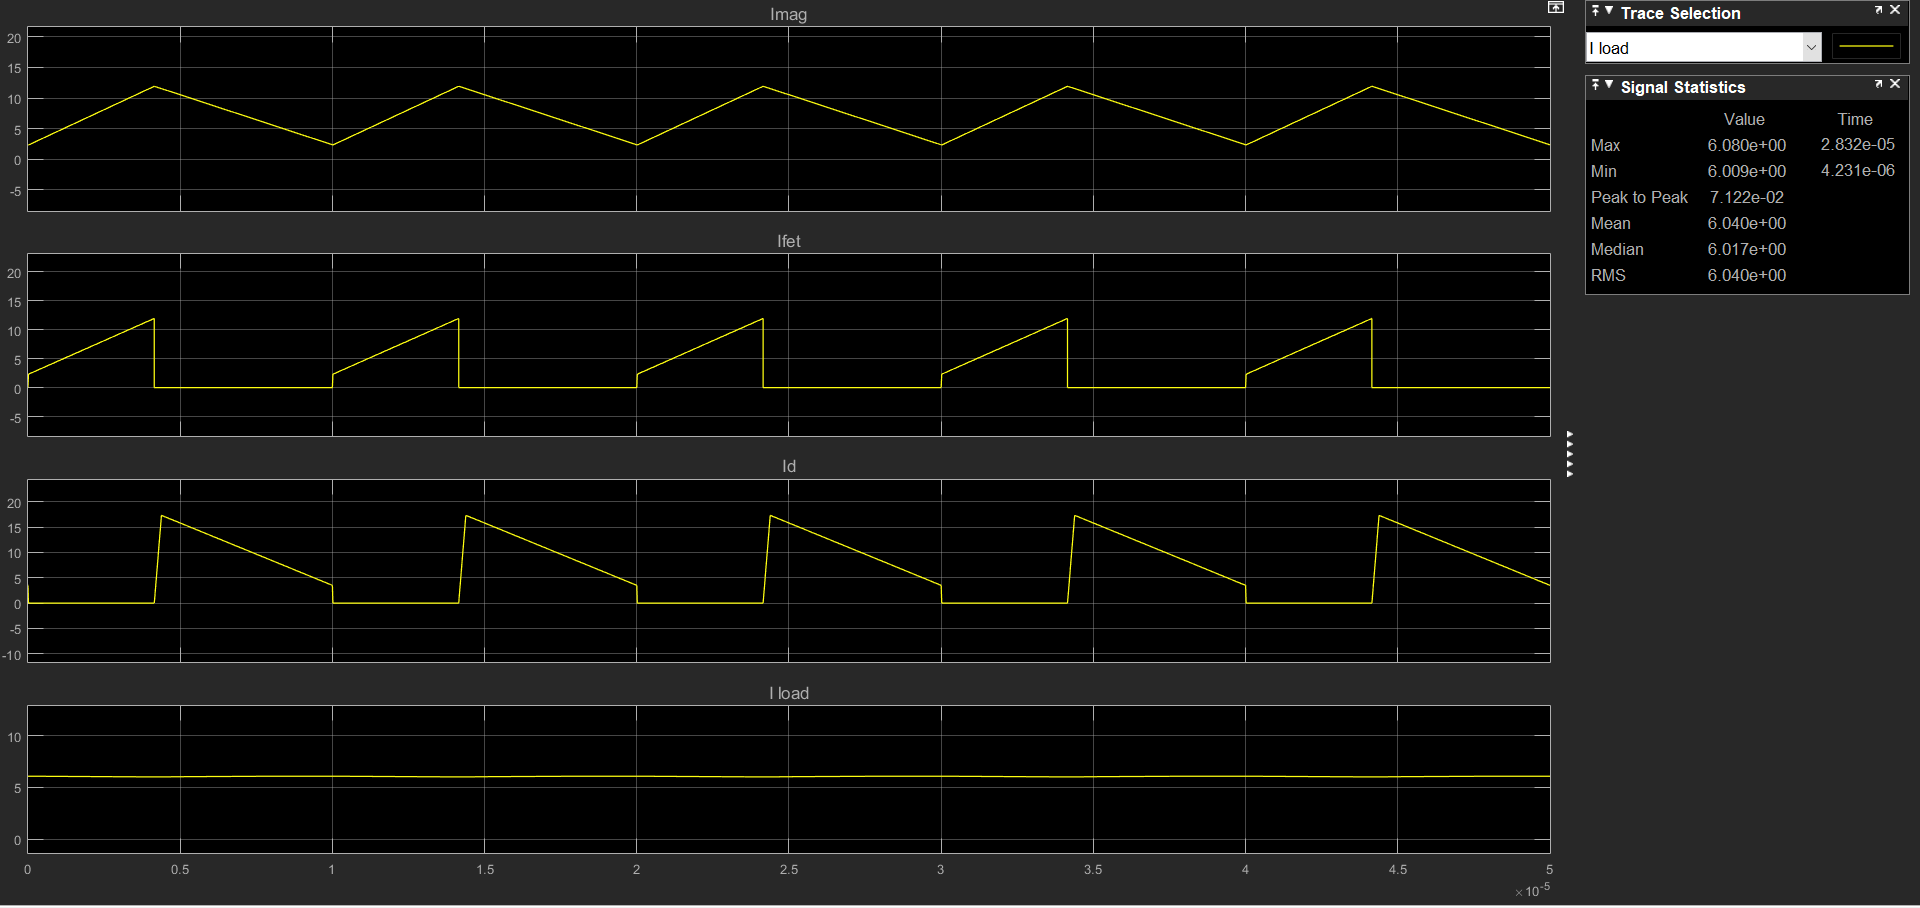 Imag
20
15
10
5
0
-5
Ifet
20
15
10
5
0
-5
Id
20
15
10
5
0
-5
-10
I load
10
5
0
0 0.5 1 1.5 2 2.5 3 3.5 4 4.5 5
×10-5
Trace Selection
I load
Signal Statistics
Value Time
Max 6.080e+00 2.832e-05
Min 6.009e+00 4.231e-06
Peak to Peak 7.122e-02
Mean 6.040e+00
Median 6.017e+00
RMS 6.040e+00